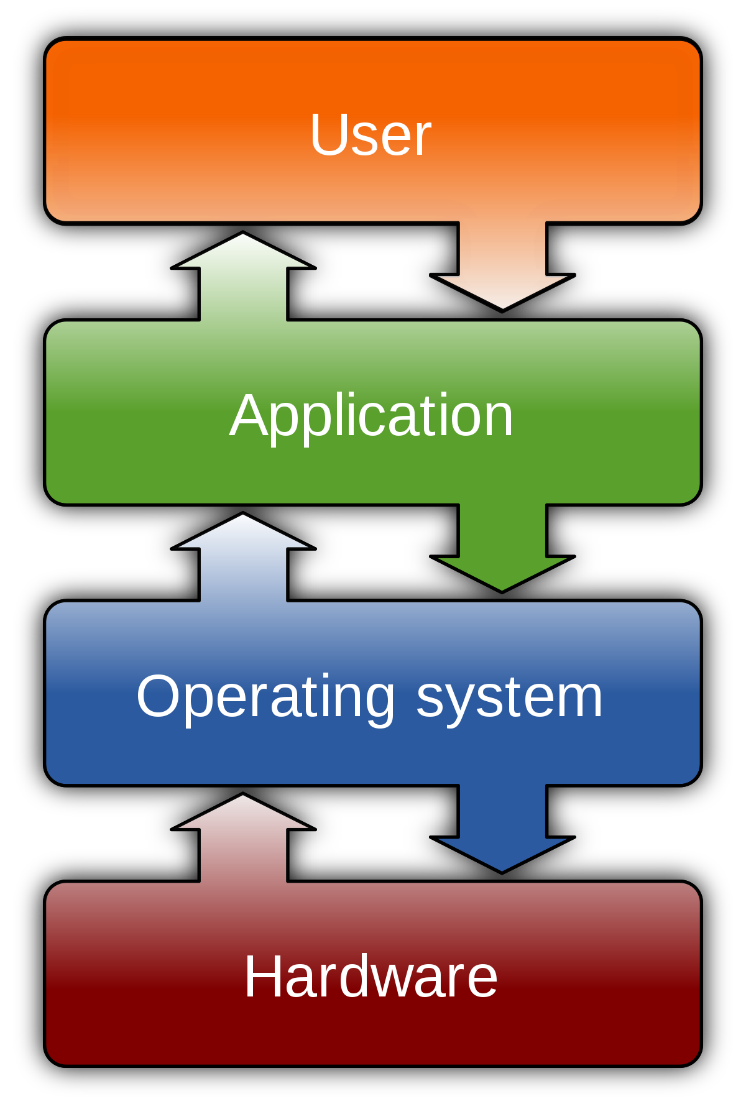 User
Application
Operating system
Hardware